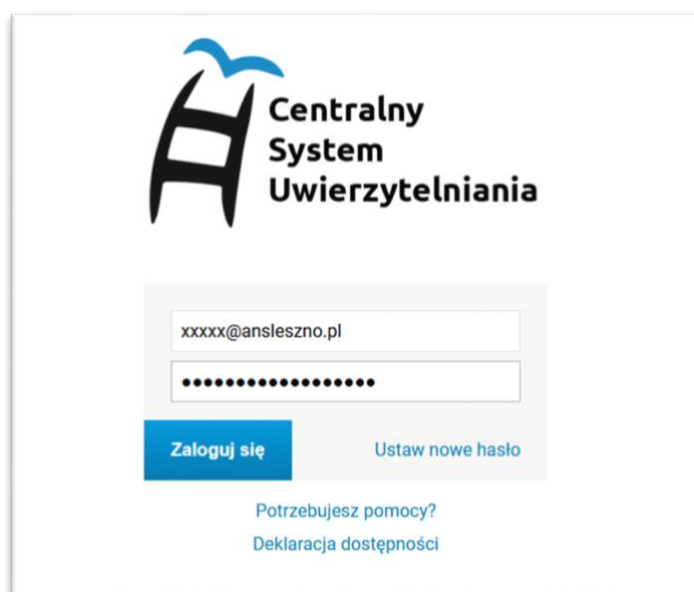 Centralny
System
Uwierzytelniania
xxxxx@ansleszno.pl
••••••••••••••••••
Zaloguj się
Ustaw nowe hasło
Potrzebujesz pomocy?
Deklaracja dostępności